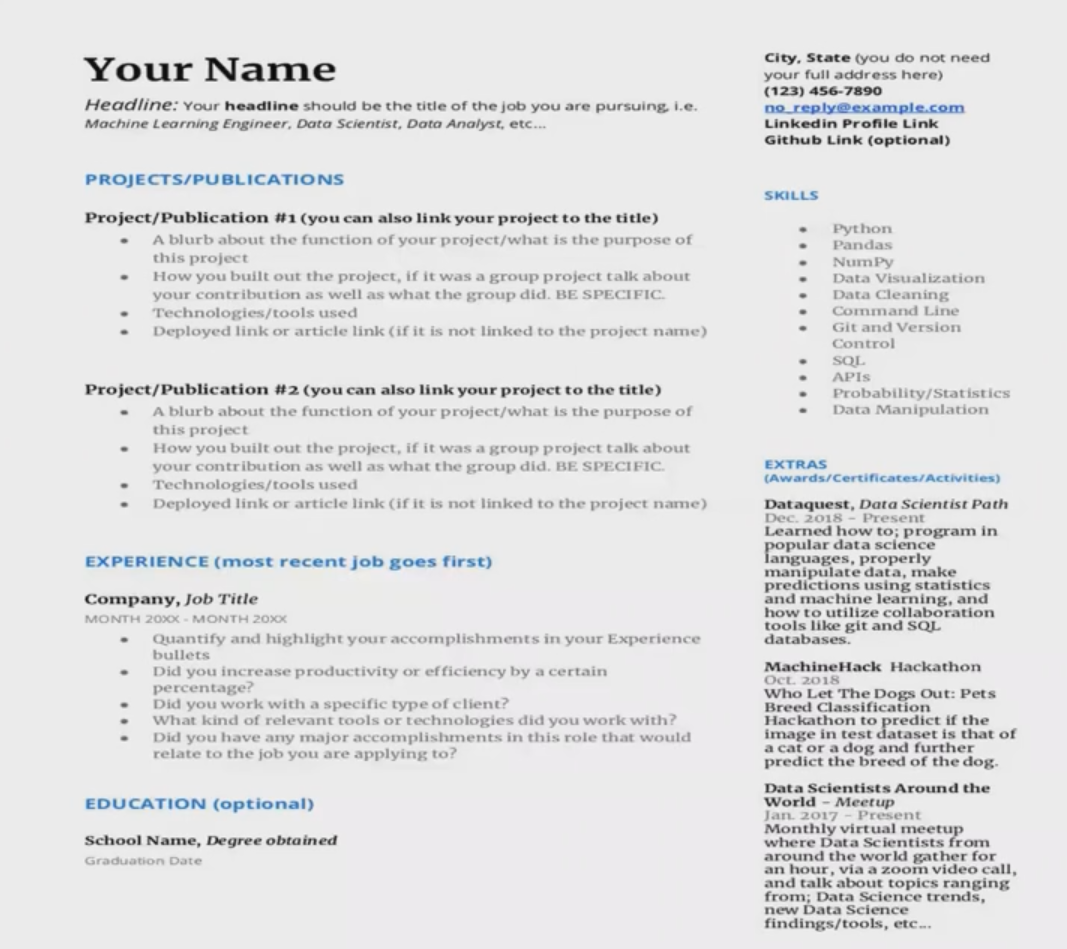 Your Name
Headline: Your headline should be the title of the job you are pursuing, i.e.
Machine Learning Engineer, Data Scientist, Data Analyst, etc...
PROJECTS/PUBLICATIONS
Project/Publication #1 (you can also link your project to the title)
• A blurb about the function of your project/what is the purpose of
this project
• How you built out the project, if it was a group project talk about
your contribution as well as what the group did. BE SPECIFIC.
• Technologies/tools used
• Deployed link or article link (if it is not linked to the project name)
Project/Publication #2 (you can also link your project to the title)
• A blurb about the function of your project/what is the purpose of
this project
• How you built out the project, if it was a group project talk about
your contribution as well as what the group did. BE SPECIFIC.
• Technologies/tools used
• Deployed link or article link (if it is not linked to the project name)
EXPERIENCE (most recent job goes first)
Company, Job Title
MONTH 20XX - MONTH 20XX
• Quantify and highlight your accomplishments in your Experience
bullets
• Did you increase productivity or efficiency by a certain
percentage?
• Did you work with a specific type of client?
• What kind of relevant tools or technologies did you work with?
• Did you have any major accomplishments in this role that would
relate to the job you are applying to?
EDUCATION (optional)
School Name, Degree obtained
Graduation Date
City, State (you do not need
your full address here)
(123) 456-7890
no_reply@example.com
Linkedin Profile Link
Github Link (optional)
SKILLS
• Python
• Pandas
• NumPy
• Data Visualization
• Data Cleaning
• Command Line
• Git and Version
Control
• SQL
• APIs
• Probability/Statistics
• Data Manipulation
EXTRAS
(Awards/Certificates/Activities)
Dataquest, Data Scientist Path
Dec. 2018 – Present
Learned how to; program in
popular data science
languages, properly
manipulate data, make
predictions using statistics
and machine learning, and
how to utilize collaboration
tools like git and SQL
databases.
MachineHack Hackathon
Oct. 2018
Who Let The Dogs Out: Pets
Breed Classification
Hackathon to predict if the
image in test dataset is that of
a cat or a dog and further
predict the breed of the dog.
Data Scientists Around the
World – Meetup
Jan. 2017 – Present
Monthly virtual meetup
where Data Scientists from
around the world gather for
an hour, via a zoom video call,
and talk about topics ranging
from; Data Science trends,
new Data Science
findings/tools, etc...